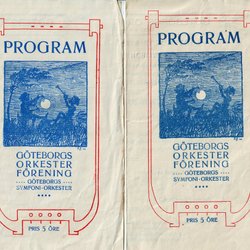 PROGRAM
GÖTEBORGS
ORKESTER
FÖRENING
GÖTEBORGS
SYMFONI-ORKESTER
PRIS 5 ÖRE
PROGRAM
GÖTEBORGS
ORKESTER
FÖRENING
GÖTEBORGS
SYMFONI-ORKESTER
PRIS 5 ÖRE